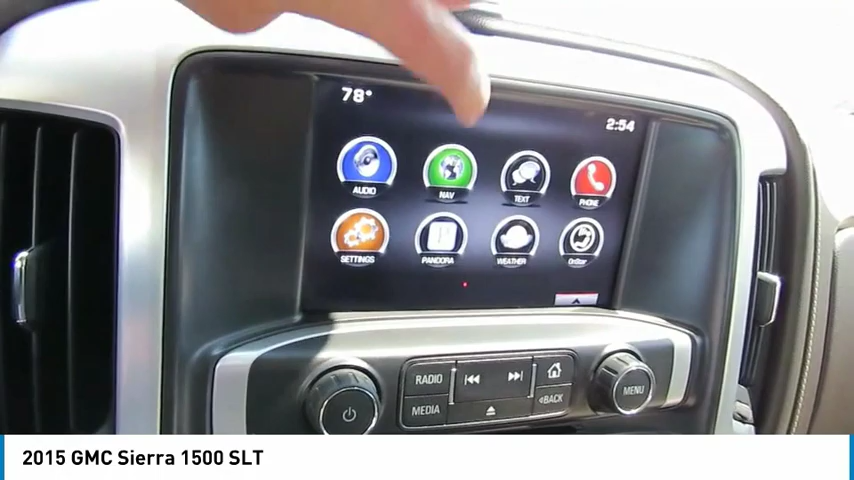 78°
2:54
AUDIO NAV TEXT PHONE
SETTINGS PANDORA WEATHER OnStar
RADIO
MEDIA
BACK
MENU
2015 GMC Sierra 1500 SLT